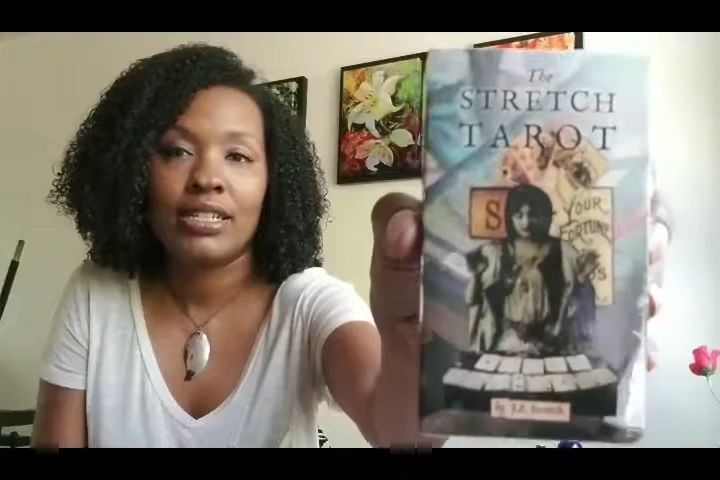 The
STRETCH
TAROT
S
YOUR
FORTUNE
by J.E. Stretch